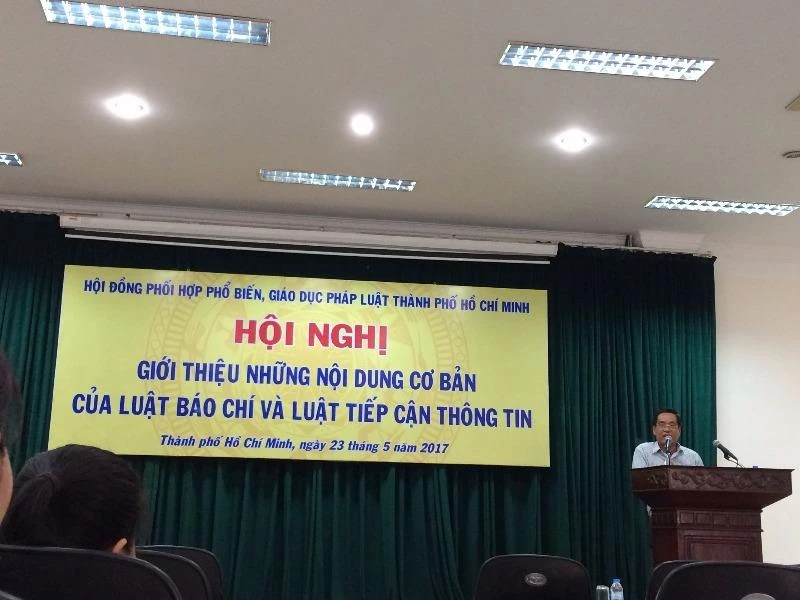 HỘI ĐỒNG PHỐI HỢP PHỔ BIẾN, GIÁO DỤC PHÁP LUẬT THÀNH PHỐ HỒ CHÍ MINH
HỘI NGHỊ
GIỚI THIỆU NHỮNG NỘI DUNG CƠ BẢN
CỦA LUẬT BÁO CHÍ VÀ LUẬT TIẾP CẬN THÔNG TIN
Thành phố Hồ Chí Minh, ngày 23 tháng 5 năm 2017